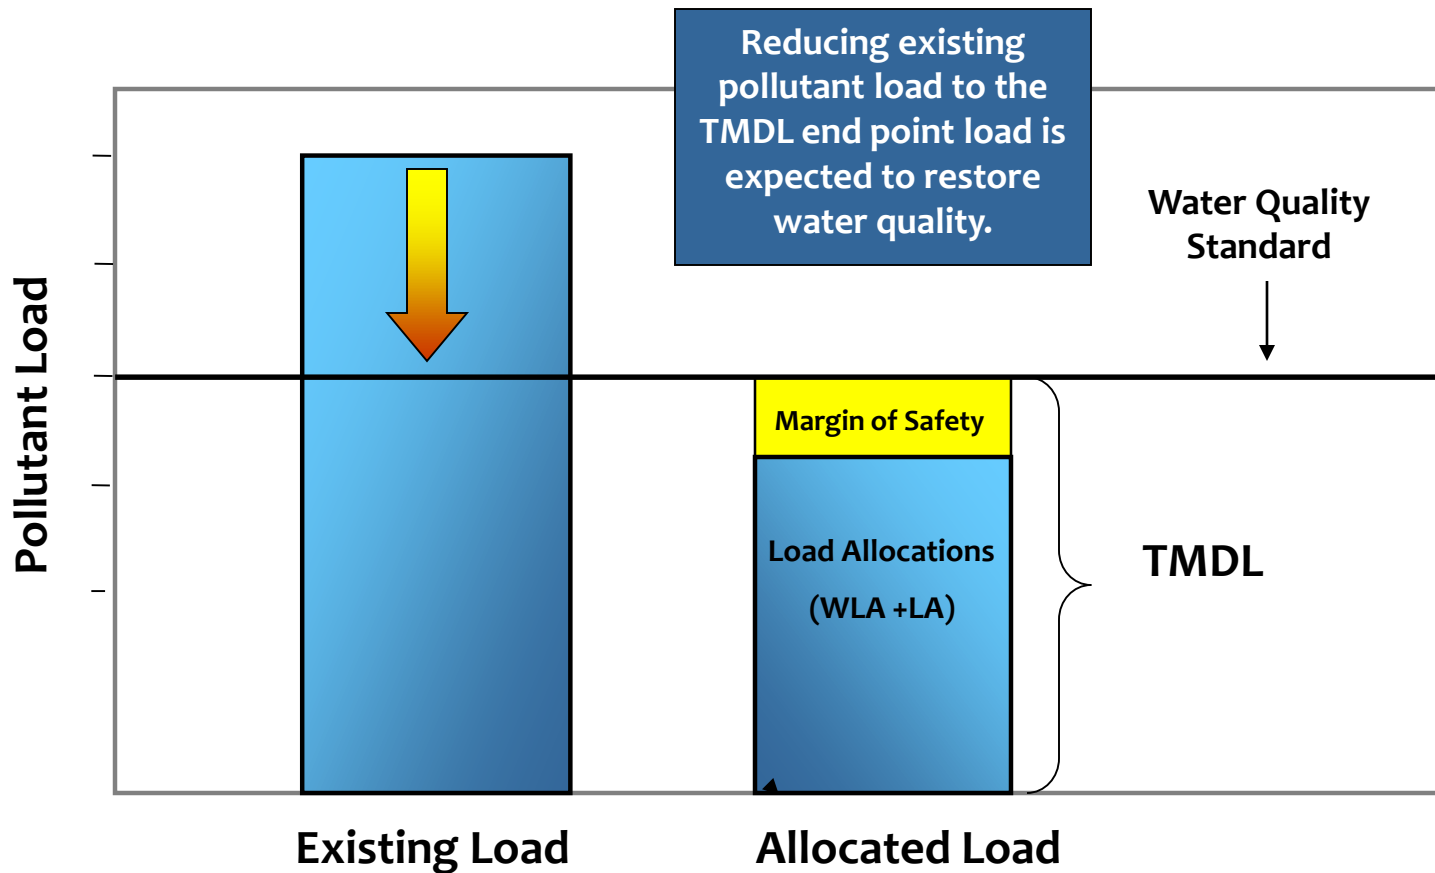 Reducing existing
pollutant load to the
TMDL end point load is
expected to restore
water quality.
Water Quality
Standard
Pollutant Load
Margin of Safety
Load Allocations
(WLA +LA)
TMDL
Existing Load
Allocated Load